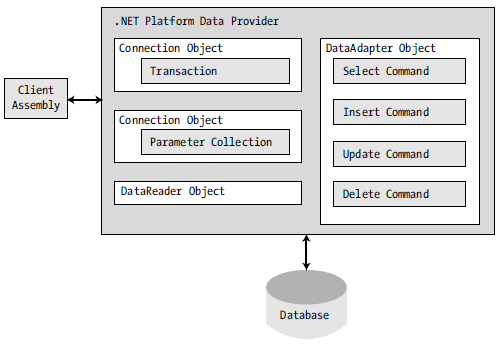 .NET Platform Data Provider
Client
Assembly
Connection Object
Transaction
Connection Object
Parameter Collection
DataReader Object
DataAdapter Object
Select Command
Insert Command
Update Command
Delete Command
Database